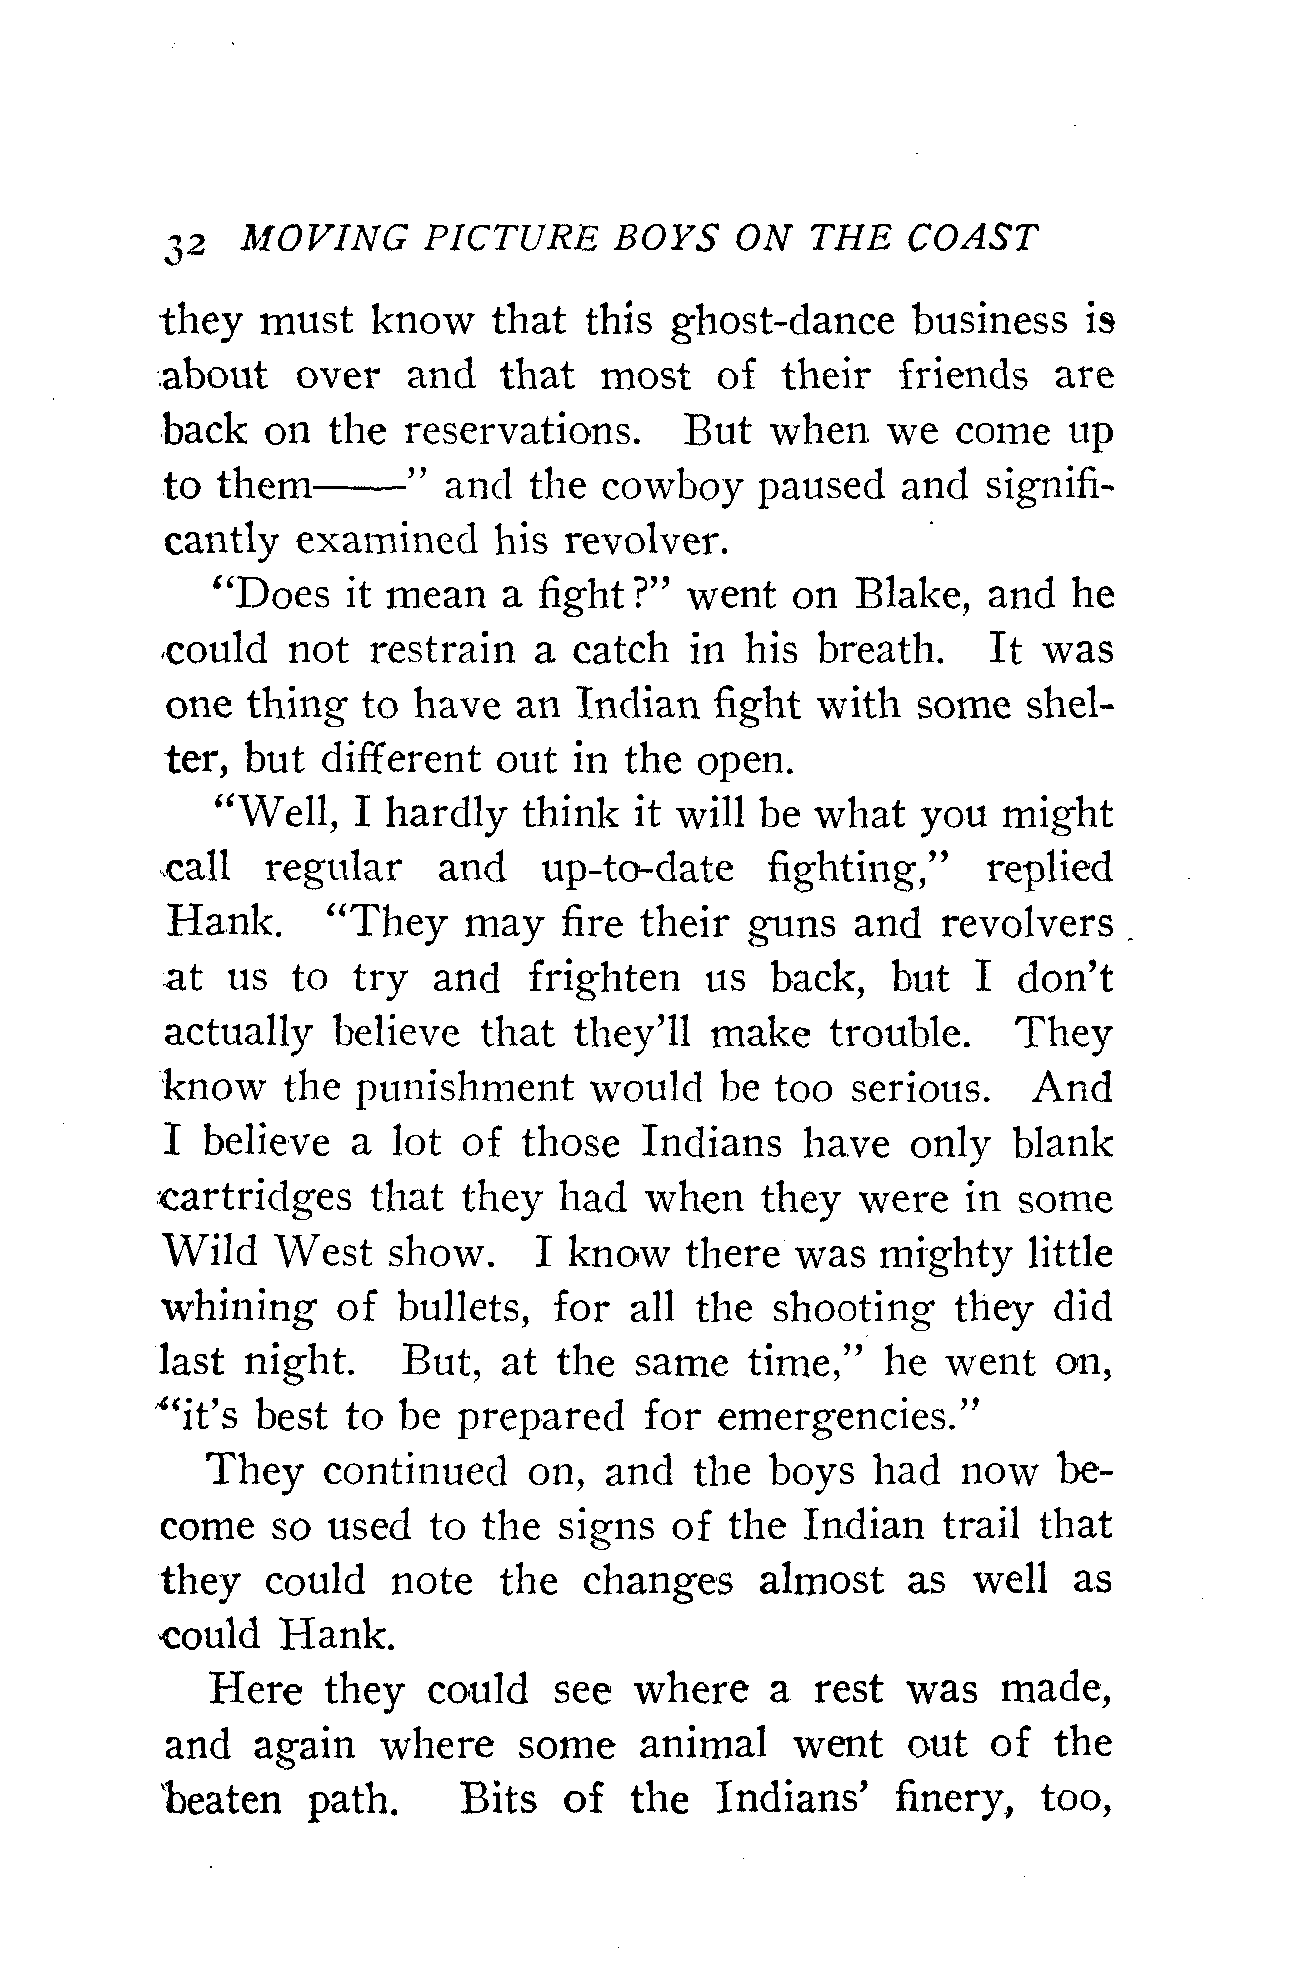 32 MOVING PICTURE BOYS ON THE COAST
they must know that this ghost-dance business is
about over and that most of their friends are
back on the reservations. But when we come up
to them——" and the cowboy paused and signifi-
cantly examined his revolver.
"Does it mean a fight?" went on Blake, and he
could not restrain a catch in his breath. It was
one thing to have an Indian fight with some shel-
ter, but different out in the open.
"Well, I hardly think it will be what you might
call regular and up-to-date fighting," replied
Hank. "They may fire their guns and revolvers
at us to try and frighten us back, but I don't
actually believe that they'll make trouble. They
know the punishment would be too serious. And
I believe a lot of those Indians have only blank
cartridges that they had when they were in some
Wild West show. I know there was mighty little
whining of bullets, for all the shooting they did
last night. But, at the same time," he went on,
"it's best to be prepared for emergencies."
They continued on, and the boys had now be-
come so used to the signs of the Indian trail that
they could note the changes almost as well as
could Hank.
Here they could see where a rest was made,
and again where some animal went out of the
beaten path. Bits of the Indians' finery, too,